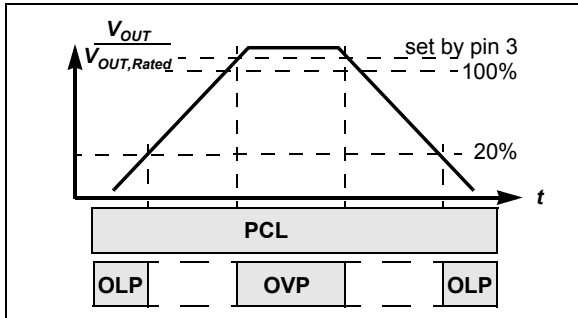 V_OUT
V_OUT,Rated
set by pin 3
100%
20%
t
PCL
OLP OVP OLP